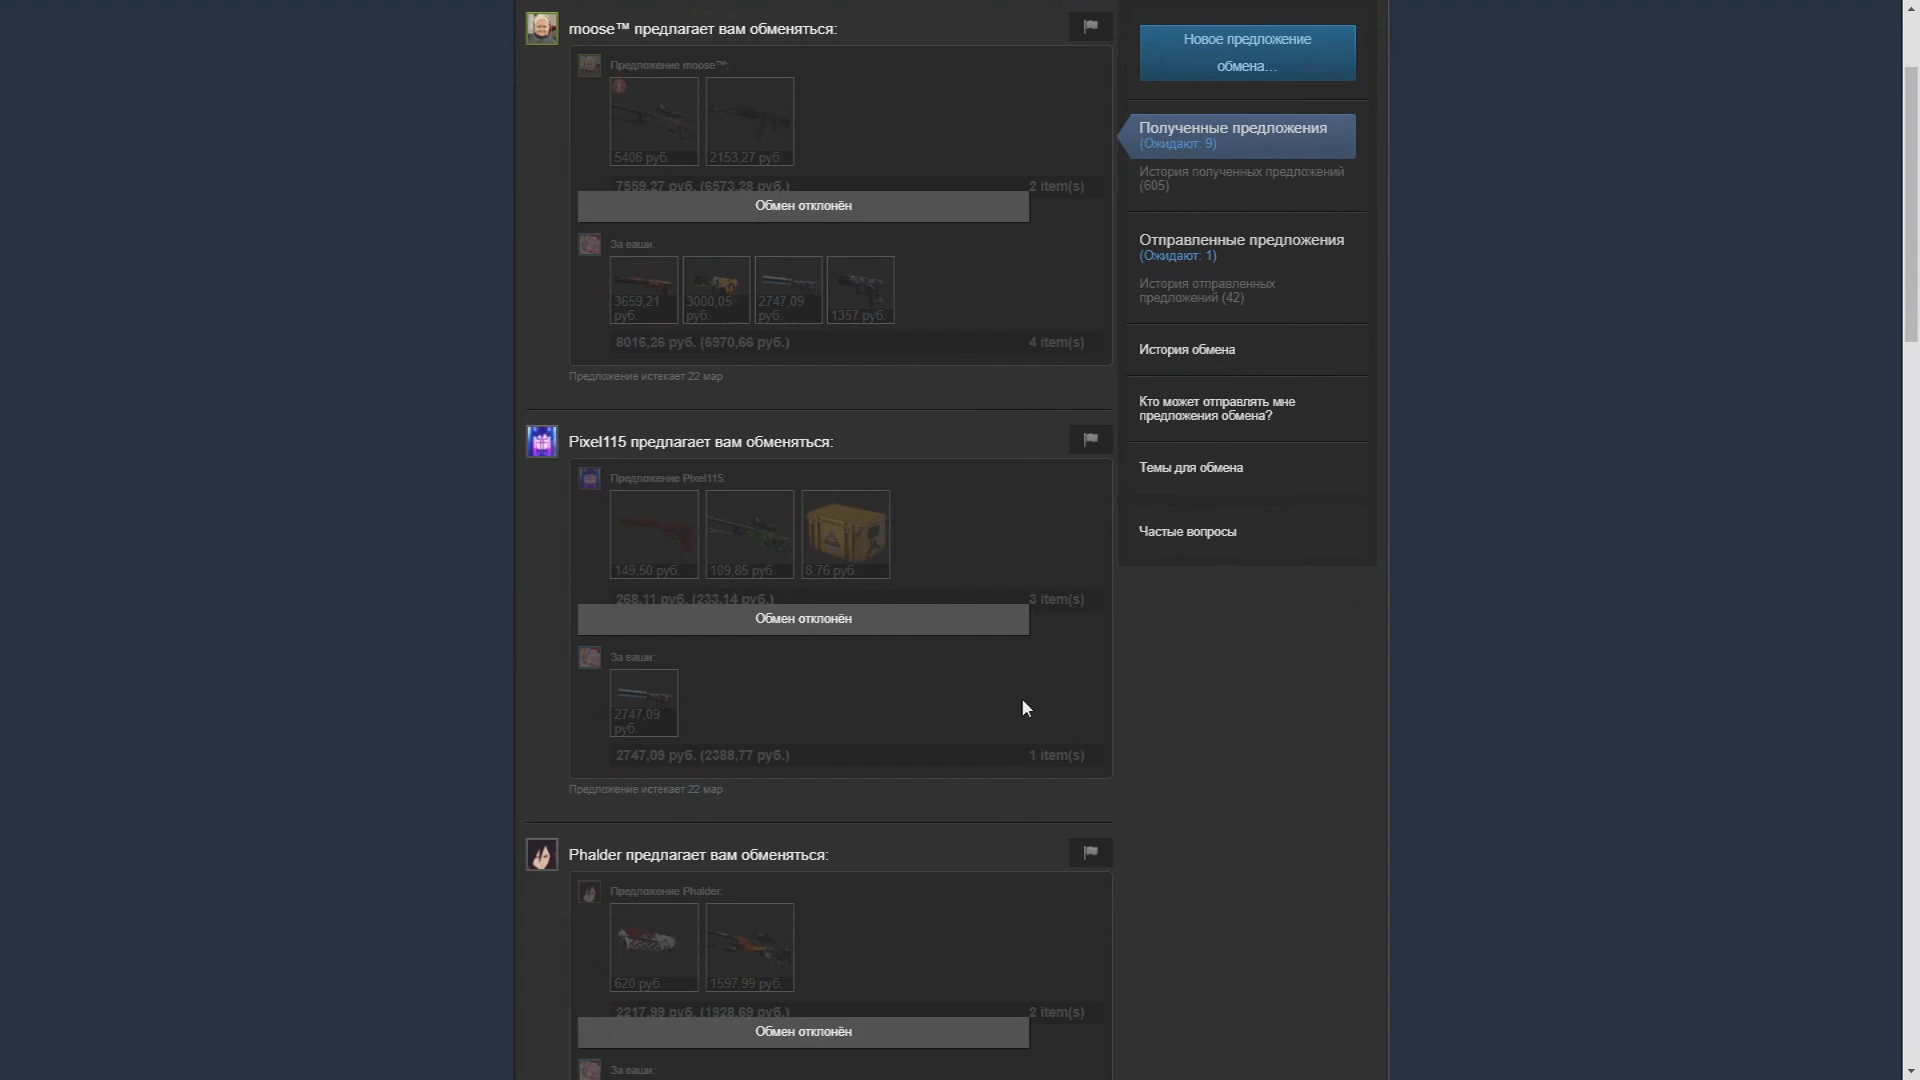 moose™ предлагает вам обменяться:
Предложение moose™:
1
5406 руб.
2153,27 руб.
7559,27 руб. (6573,28 руб.)
2 item(s)
Обмен отклонён
За ваши:
3659,21
руб.
3000,05
руб.
2747,09
руб.
1357 руб.
8016,26 руб. (6970,66 руб.)
4 item(s)
Предложение истекает 22 мар
Pixel115 предлагает вам обменяться:
Предложение Pixel115:
149,50 руб.
109,85 руб.
8,76 руб.
268,11 руб. (233,14 руб.)
3 item(s)
Обмен отклонён
За ваши:
2747,09
руб.
2747,09 руб. (2388,77 руб.)
1 item(s)
Предложение истекает 22 мар
Phalder предлагает вам обменяться:
Предложение Phalder:
620 руб.
1597,99 руб.
2217,99 руб. (1928,69 руб.)
2 item(s)
Обмен отклонён
За ваши:
Новое предложение
обмена...
Полученные предложения
(Ожидают: 9)
История полученных предложений
(605)
Отправленные предложения
(Ожидают: 1)
История отправленных
предложений (42)
История обмена
Кто может отправлять мне
предложения обмена?
Темы для обмена
Частые вопросы